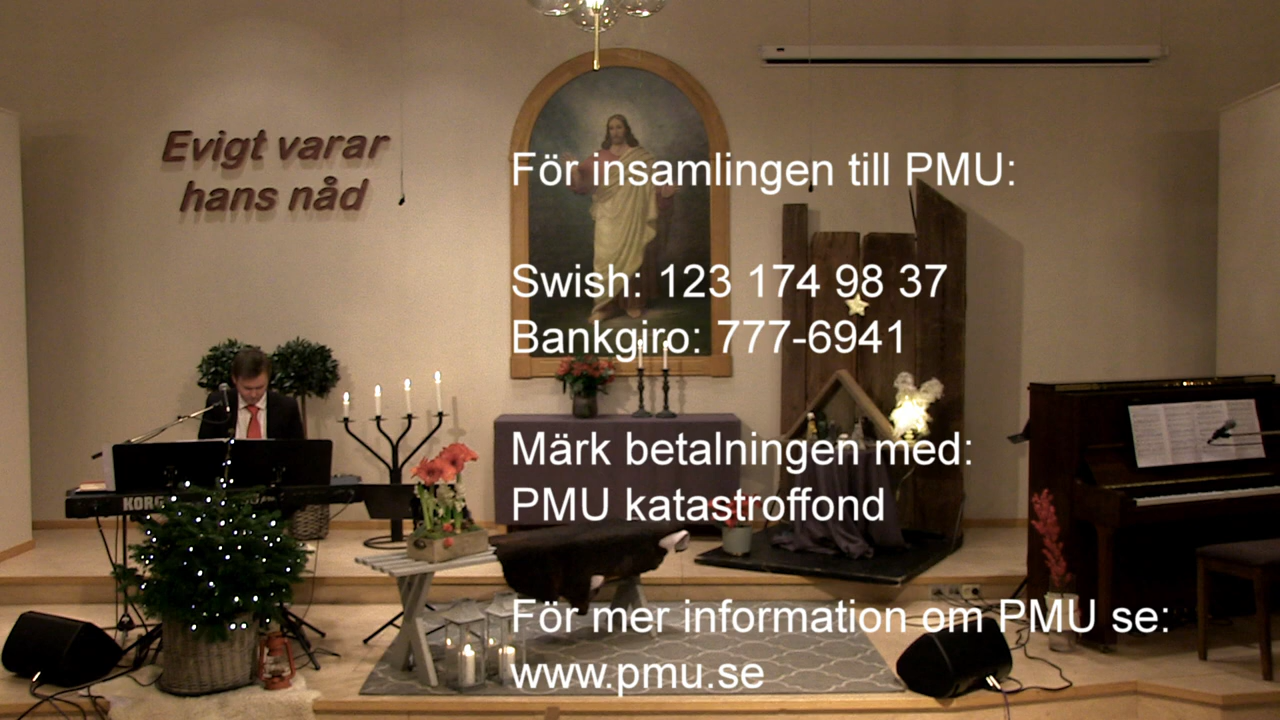 Evigt varar
hans nåd
För insamlingen till PMU:
Swish: 123 174 98 37
Bankgiro: 777-6941
Märk betalningen med:
PMU katastroffond
För mer information om PMU se:
www.pmu.se
KORG